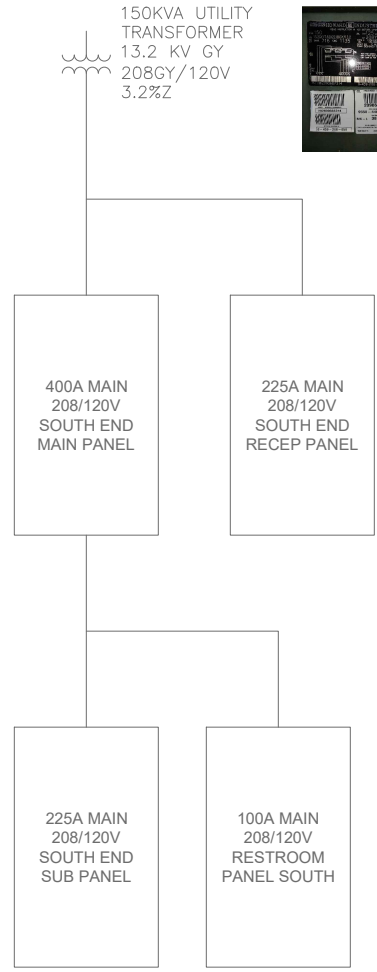 150KVA UTILITY
TRANSFORMER
13.2 KV GY
208GY/120V
3.2%Z
400A MAIN
208/120V
SOUTH END
MAIN PANEL
225A MAIN
208/120V
SOUTH END
RECEP PANEL
225A MAIN
208/120V
SOUTH END
SUB PANEL
100A MAIN
208/120V
RESTROOM
PANEL SOUTH